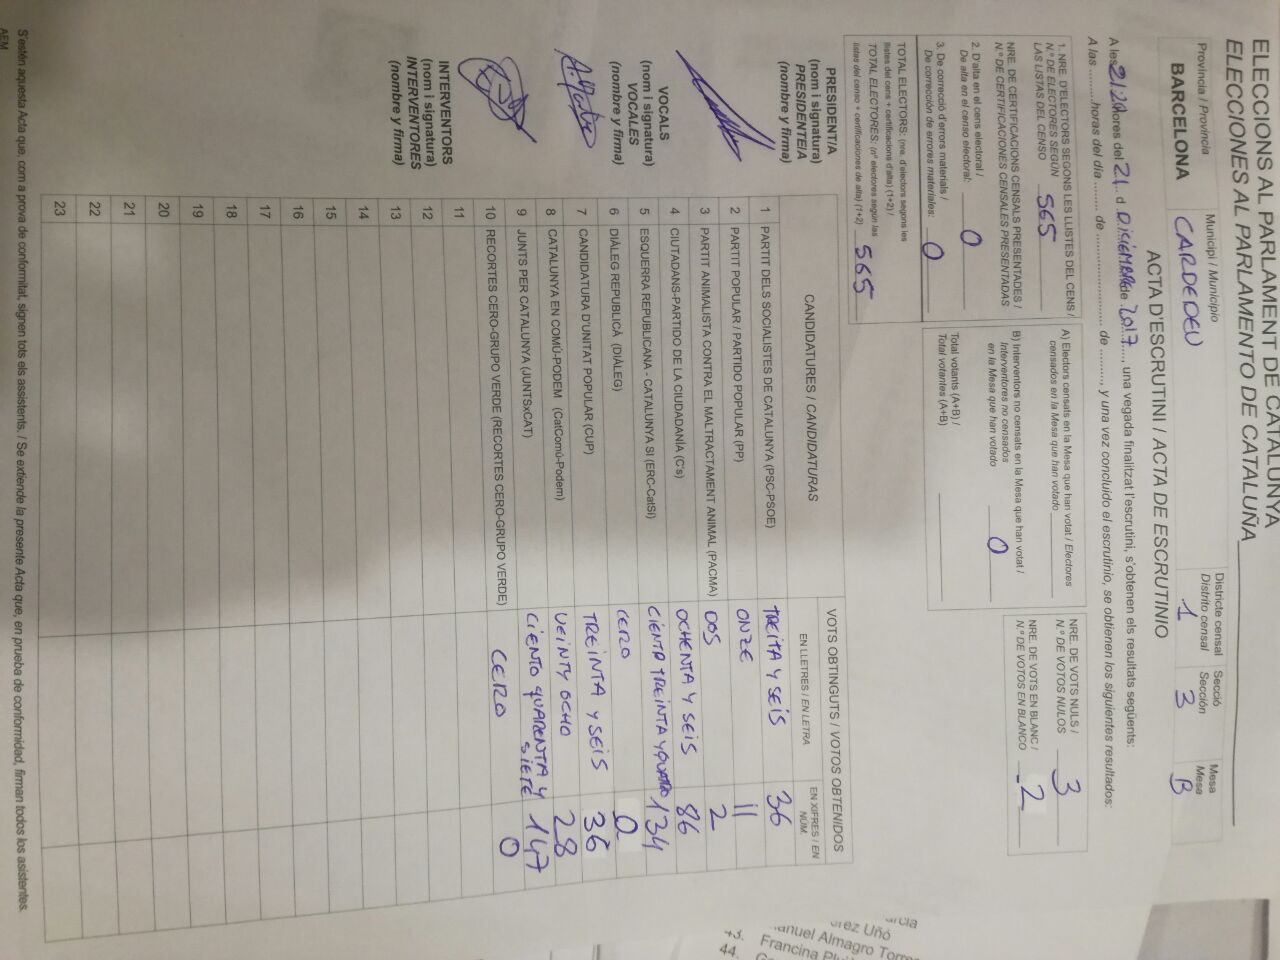 ELECCIONS AL PARLAMENT DE CATALUNYA
ELECCIONES AL PARLAMENTO DE CATALUÑA
Província / Provincia
BARCELONA
Municipi / Municipio
CARDEDEU
Districte censal
Distrito censal
1
Secció
Sección
3
Mesa
Mesa
B
ACTA D'ESCRUTINI / ACTA DE ESCRUTINIO
A les 21:20 hores del 21 d DICIEMBRE de 2017, una vegada finalitzat l'escrutini, s'obtenen els resultats següents:
A las ......... horas del día ......... de ..................... de ........., y una vez concluido el escrutinio, se obtienen los siguientes resultados:
1. NRE. D'ELECTORS SEGONS LES LLISTES DEL CENS /
N.º DE ELECTORES SEGÚN
LAS LISTAS DEL CENSO 565
NRE. DE CERTIFICACIONS CENSALS PRESENTADES /
N.º DE CERTIFICACIONES CENSALES PRESENTADAS
2. D'alta en el cens electoral /
De alta en el censo electoral: 0
3. De correcció d'errors materials /
De corrección de errores materiales: 0
TOTAL ELECTORS: (nre. d'electors segons les
llistes del cens + certificacions d'alta) (1+2) /
TOTAL ELECTORES: (nº electores según las
listas del censo + certificaciones de alta) (1+2) 565
A) Electors censats en la Mesa que han votat / Electores
censados en la Mesa que han votado
B) Interventors no censats en la Mesa que han votat /
Interventores no censados
en la Mesa que han votado 0
Total votants (A+B) /
Total votantes (A+B)
NRE. DE VOTS NULS /
N.º DE VOTOS NULOS 3
NRE. DE VOTS EN BLANC /
N.º DE VOTOS EN BLANCO 2
PRESIDENT/A
(nom i signatura)
PRESIDENTE/A
(nombre y firma)
VOCALS
(nom i signatura)
VOCALES
(nombre y firma)
INTERVENTORS
(nom i signatura)
INTERVENTORES
(nombre y firma)
CANDIDATURES / CANDIDATURAS
VOTS OBTINGUTS / VOTOS OBTENIDOS
EN LLETRES / EN LETRA
EN XIFRES / EN NÚM.
1 PARTIT DELS SOCIALISTES DE CATALUNYA (PSC-PSOE) TREITA Y SEIS 36
2 PARTIT POPULAR / PARTIDO POPULAR (PP) ONZE 11
3 PARTIT ANIMALISTA CONTRA EL MALTRACTAMENT ANIMAL (PACMA) DOS 2
4 CIUTADANS-PARTIDO DE LA CIUDADANÍA (C's) OCHENTA Y SEIS 86
5 ESQUERRA REPUBLICANA - CATALUNYA SI (ERC-CatSí) TREINTA 134
6 DIÀLEG REPUBLICÀ (DIÀLEG) CERO 0
7 CANDIDATURA D'UNITAT POPULAR (CUP) TREINTA Y SEIS 36
8 CATALUNYA EN COMÚ-PODEM (CatComú-Podem) VEINTY OCHO 28
9 JUNTS PER CATALUNYA (JUNTSxCAT) CIENTO QUARENTA Y SIETE 147
10 RECORTES CERO-GRUPO VERDE (RECORTES CERO-GRUPO VERDE) CERO 0
11
12
13
14
15
16
17
18
19
20
21
22
23
S'estén aquesta Acta que, com a prova de conformitat, signen tots els assistents. / Se extiende la presente Acta que, en prueba de conformidad, firman todos los asistentes.
AEM
Uñó
Almagro
44. Francina